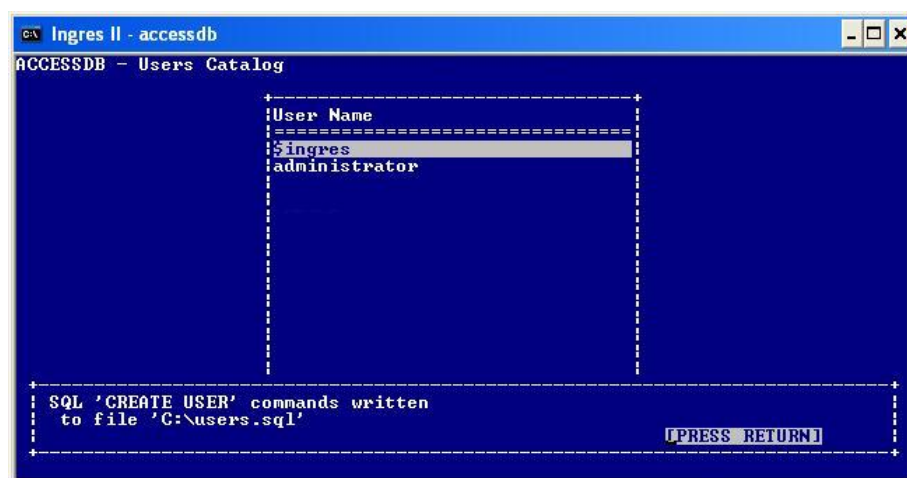 Ingres II - accessdb
ACCESSDB - Users Catalog
User Name
$ingres
administrator
SQL 'CREATE USER' commands written
to file 'C:\users.sql'
[PRESS RETURN]